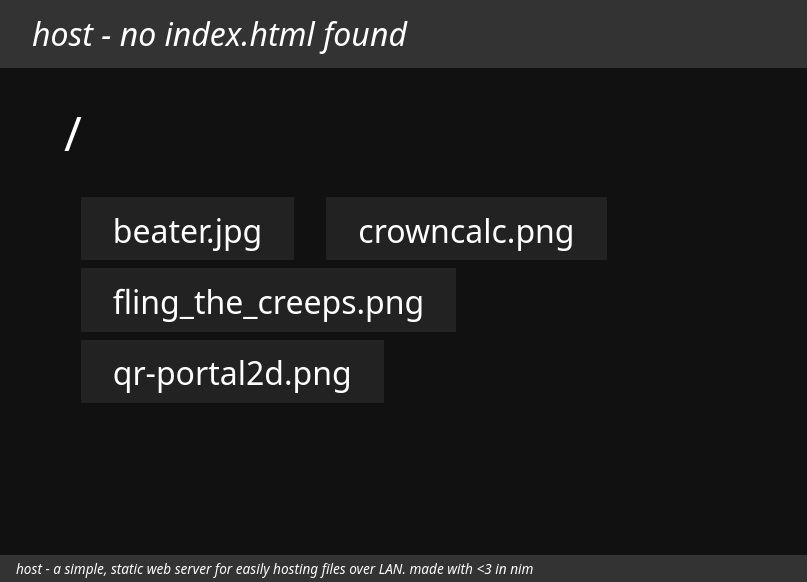 host - no index.html found
/
beater.jpg crowncalc.png
fling_the_creeps.png
qr-portal2d.png
host - a simple, static web server for easily hosting files over LAN. made with <3 in nim